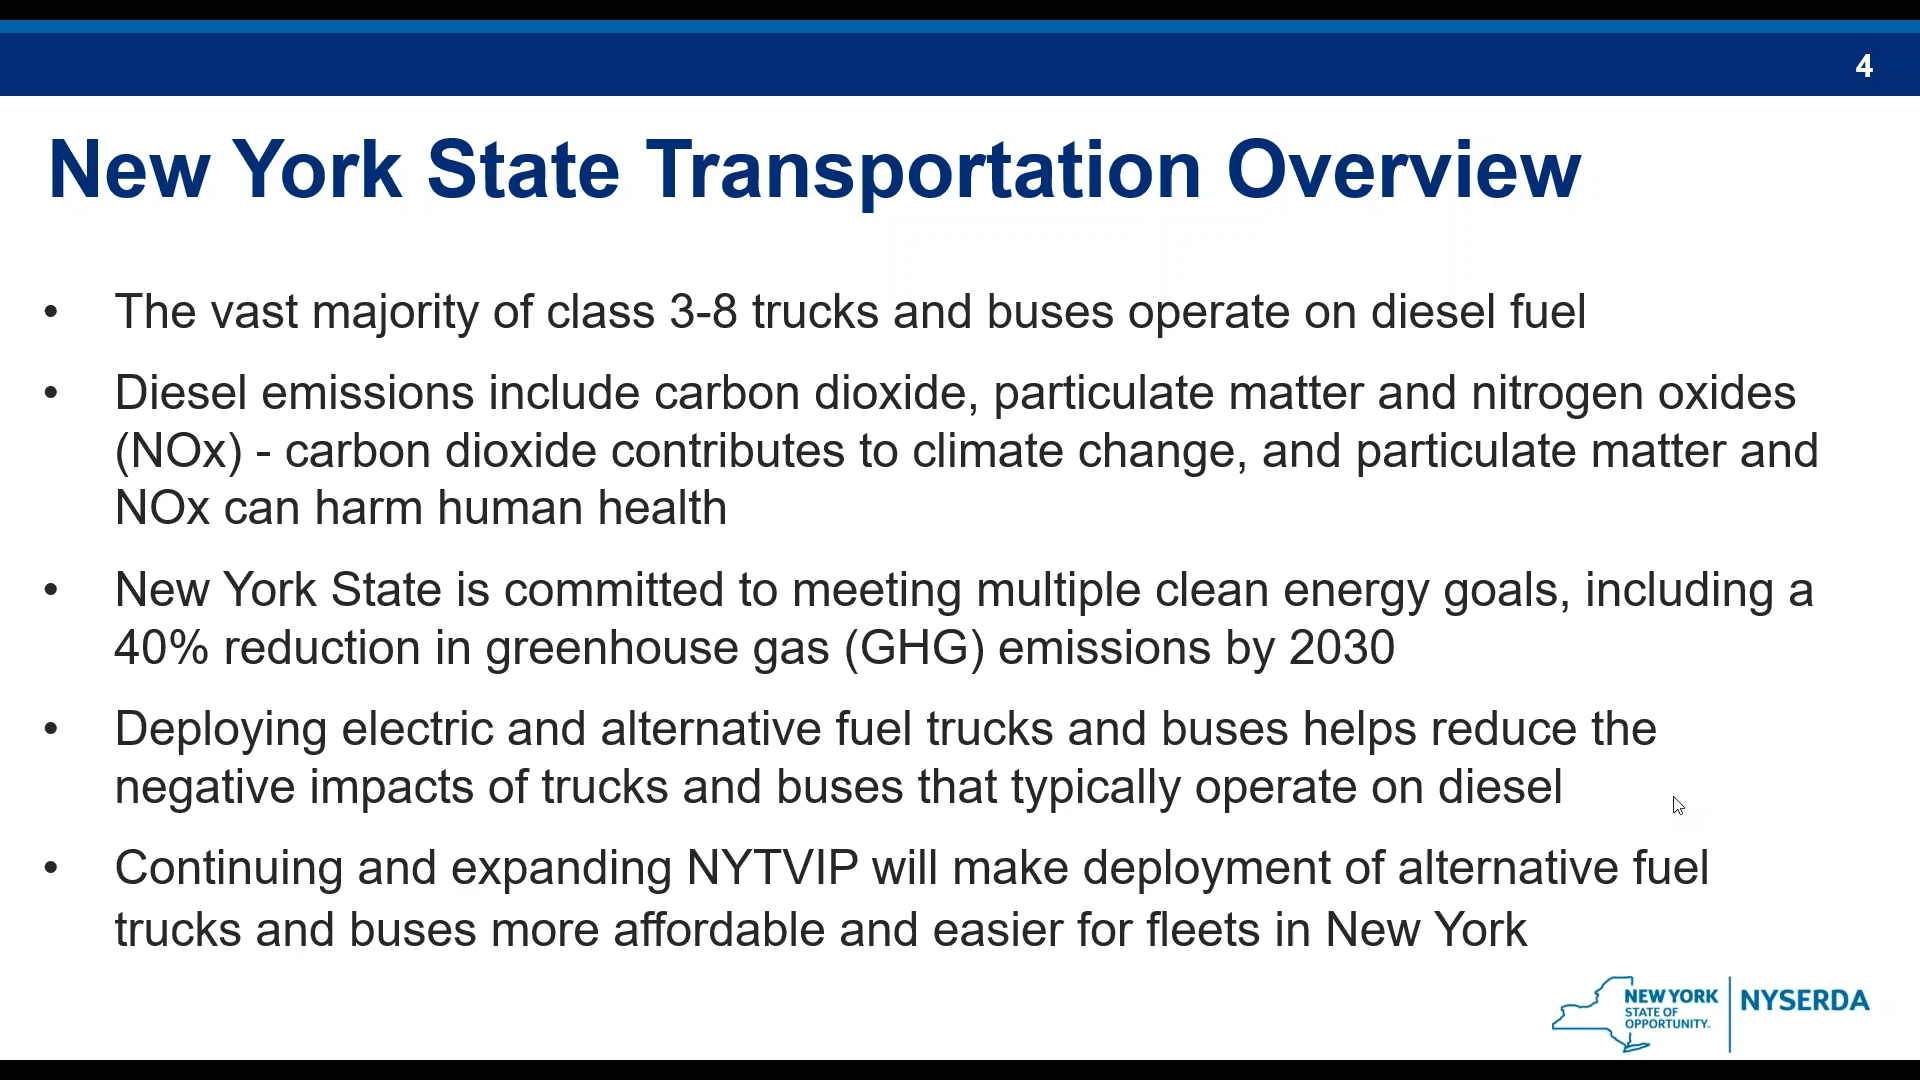 4
New York State Transportation Overview
• The vast majority of class 3-8 trucks and buses operate on diesel fuel
• Diesel emissions include carbon dioxide, particulate matter and nitrogen oxides
(NOx) - carbon dioxide contributes to climate change, and particulate matter and
NOx can harm human health
• New York State is committed to meeting multiple clean energy goals, including a
40% reduction in greenhouse gas (GHG) emissions by 2030
• Deploying electric and alternative fuel trucks and buses helps reduce the
negative impacts of trucks and buses that typically operate on diesel
• Continuing and expanding NYTVIP will make deployment of alternative fuel
trucks and buses more affordable and easier for fleets in New York
NEW YORK
STATE OF
OPPORTUNITY.
NYSERDA